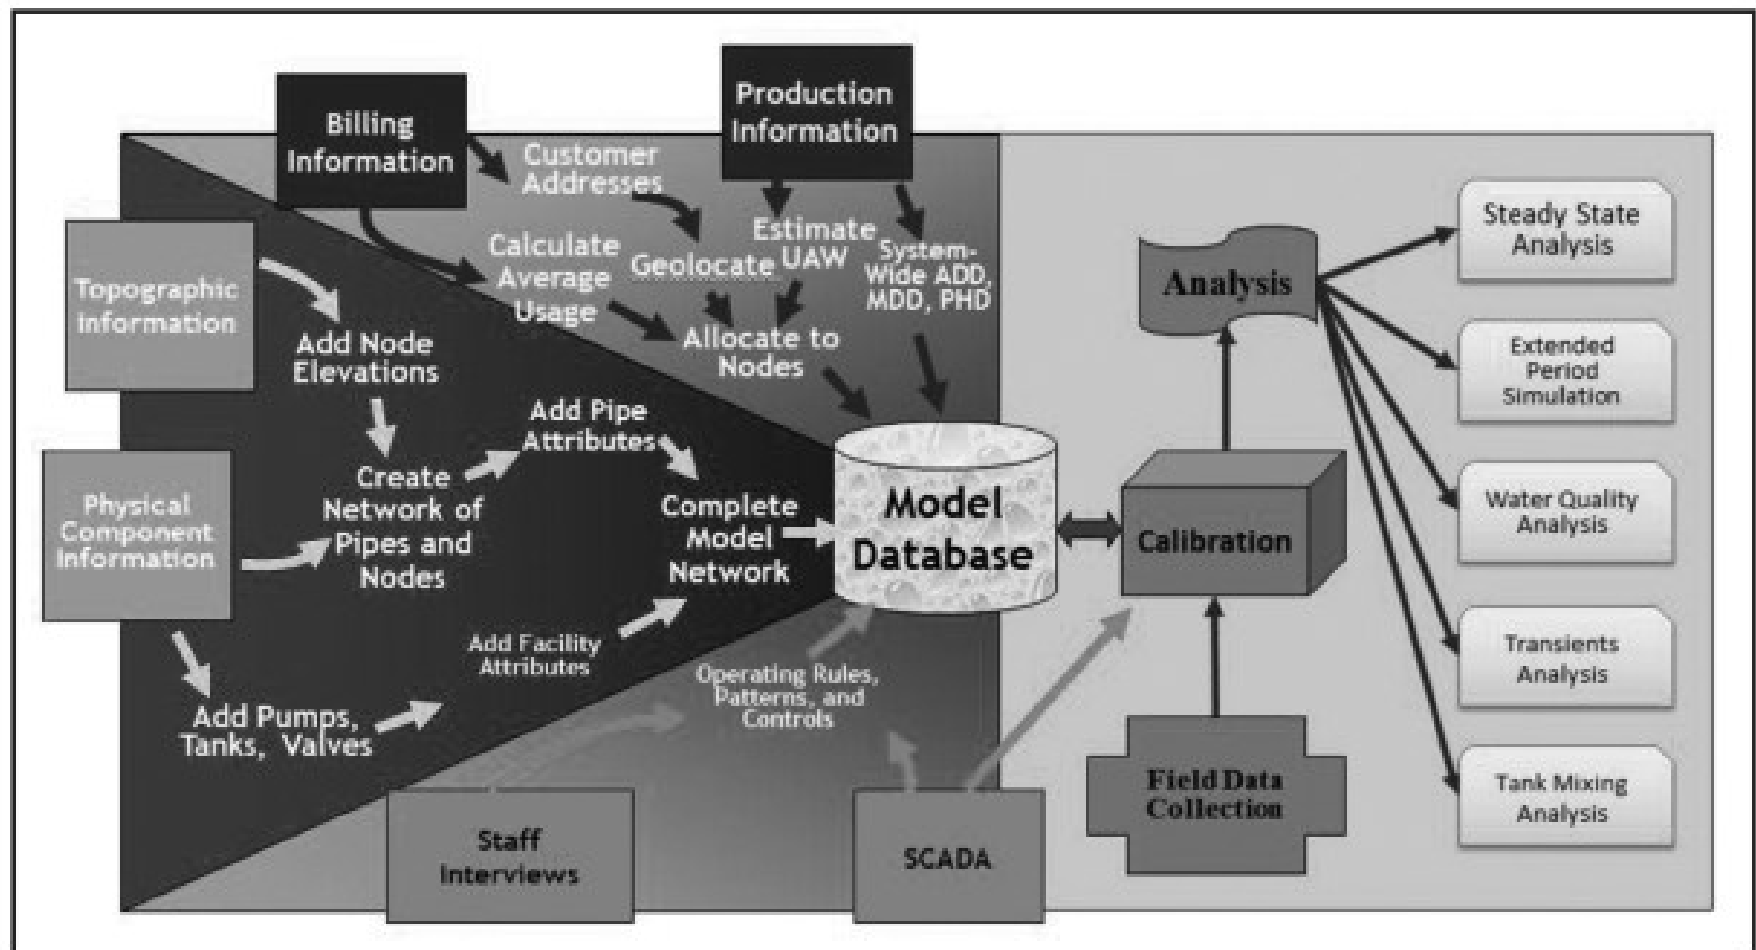 Billing
Information
Production
Information
Customer
Addresses
Topographic
Information
Calculate
Average
Usage
Geolocate
Estimate
UAW
System-
Wide ADD,
MDD, PHD
Allocate to
Nodes
Add Node
Elevations
Physical
Component
Information
Create
Network of
Pipes and
Nodes
Add Pipe
Attributes
Complete
Model
Network
Add Pumps,
Tanks, Valves
Add Facility
Attributes
Operating Rules,
Patterns, and
Controls
Staff
Interviews
SCADA
Model
Database
Calibration
Field Data
Collection
Analysis
Steady State
Analysis
Extended
Period
Simulation
Water Quality
Analysis
Transients
Analysis
Tank Mixing
Analysis